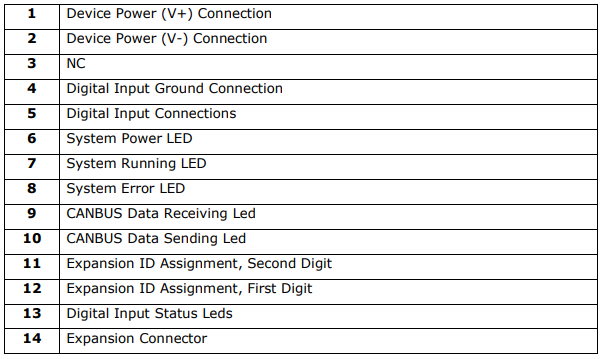 1 Device Power (V+) Connection
2 Device Power (V-) Connection
3 NC
4 Digital Input Ground Connection
5 Digital Input Connections
6 System Power LED
7 System Running LED
8 System Error LED
9 CANBUS Data Receiving Led
10 CANBUS Data Sending Led
11 Expansion ID Assignment, Second Digit
12 Expansion ID Assignment, First Digit
13 Digital Input Status Leds
14 Expansion Connector